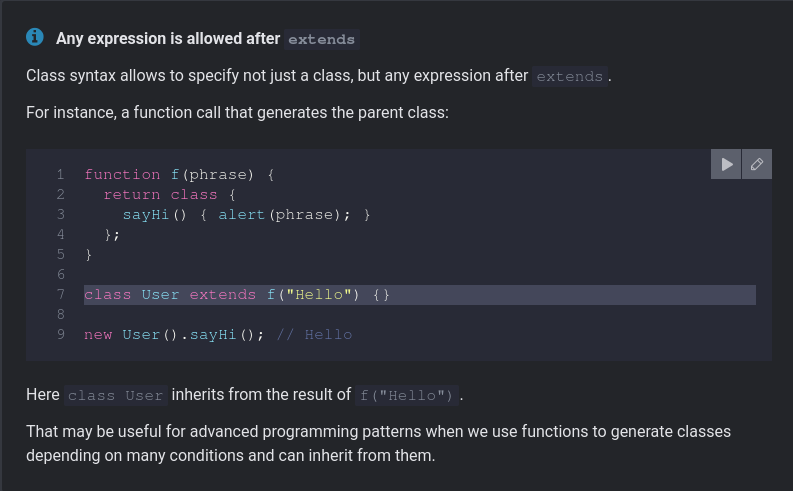 Any expression is allowed after extends
Class syntax allows to specify not just a class, but any expression after extends.
For instance, a function call that generates the parent class:
1 function f(phrase) {
2   return class {
3     sayHi() { alert(phrase); }
4   };
5 }
6
7 class User extends f("Hello") {}
8
9 new User().sayHi(); // Hello
Here class User inherits from the result of f("Hello").
That may be useful for advanced programming patterns when we use functions to generate classes
depending on many conditions and can inherit from them.